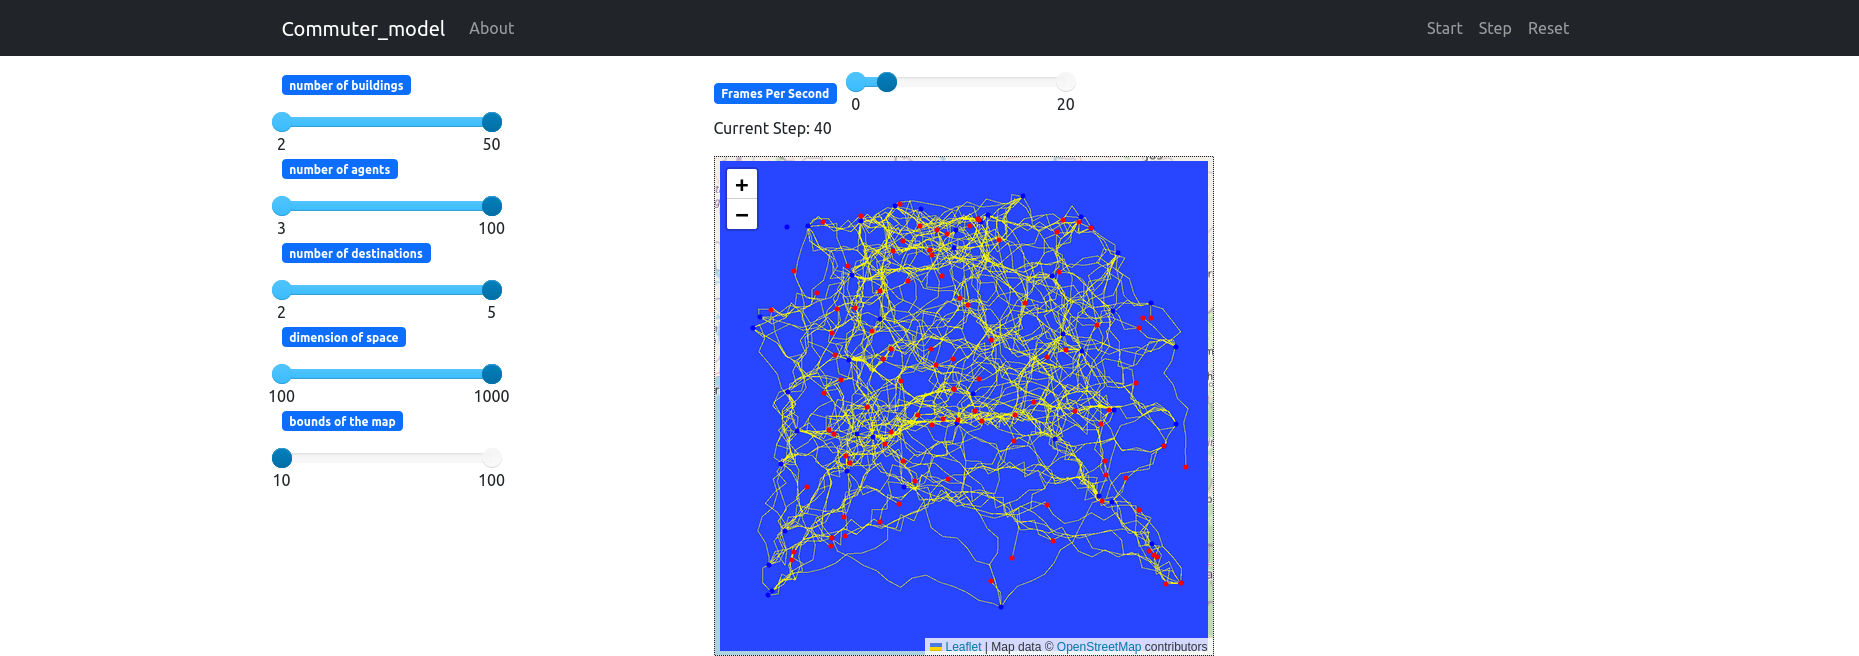 Commuter_model About Start Step Reset
number of buildings
2 50
number of agents
3 100
number of destinations
2 5
dimension of space
100 1000
bounds of the map
10 100
Frames Per Second
0 20
Current Step: 40
+
−
Leaflet | Map data © OpenStreetMap contributors